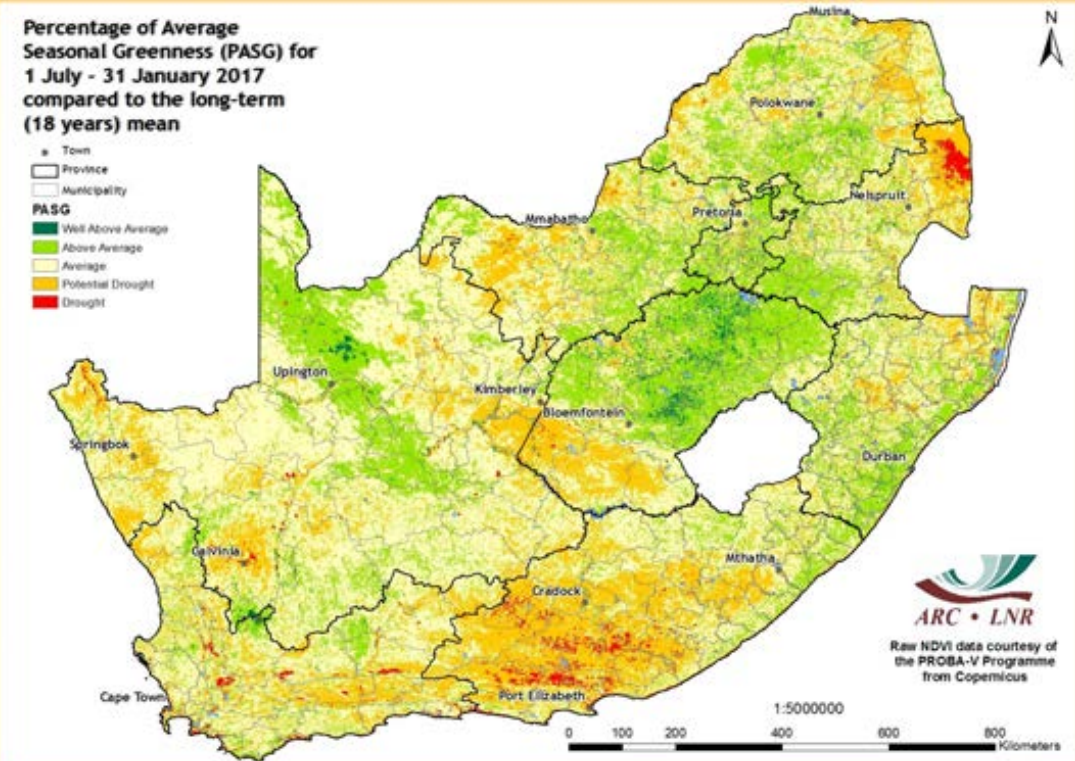 Percentage of Average
Seasonal Greenness (PASG) for
1 July - 31 January 2017
compared to the long-term
(18 years) mean
Town
Province
Municipality
PASG
Well Above Average
Above Average
Average
Potential Drought
Drought
N
Musina
Polokwane
Nelspruit
Pretoria
Mmabatho
Upington
Kimberley
Bloemfontein
Springbok
Durban
Calvinia
Mthatha
Cradock
Cape Town
Port Elizabeth
ARC • LNR
Raw NDVI data courtesy of
the PROBA-V Programme
from Copernicus
1:5000000
0 100 200 400 600 800
Kilometers